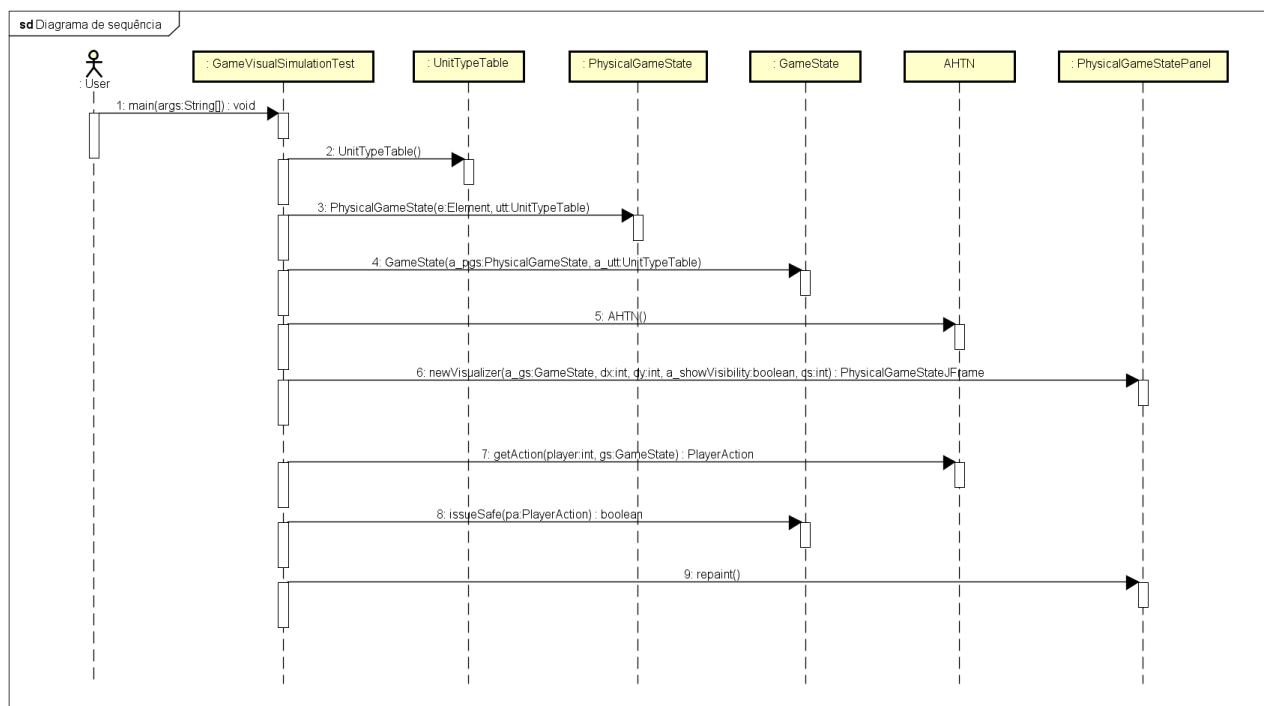 sd Diagrama de sequência
: User
: GameVisualSimulationTest
: UnitTypeTable
: PhysicalGameState
: GameState
AHTN
: PhysicalGameStatePanel
1: main(args:String[]) : void
2: UnitTypeTable()
3: PhysicalGameState(e:Element, utt:UnitTypeTable)
4: GameState(a_pgs:PhysicalGameState, a_utt:UnitTypeTable)
5: AHTN()
6: newVisualizer(a_gs:GameState, dx:int, dy:int, a_showVisibility:boolean, cs:int) : PhysicalGameStateJFrame
7: getAction(player:int, gs:GameState) : PlayerAction
8: issueSafe(pa:PlayerAction) : boolean
9: repaint()